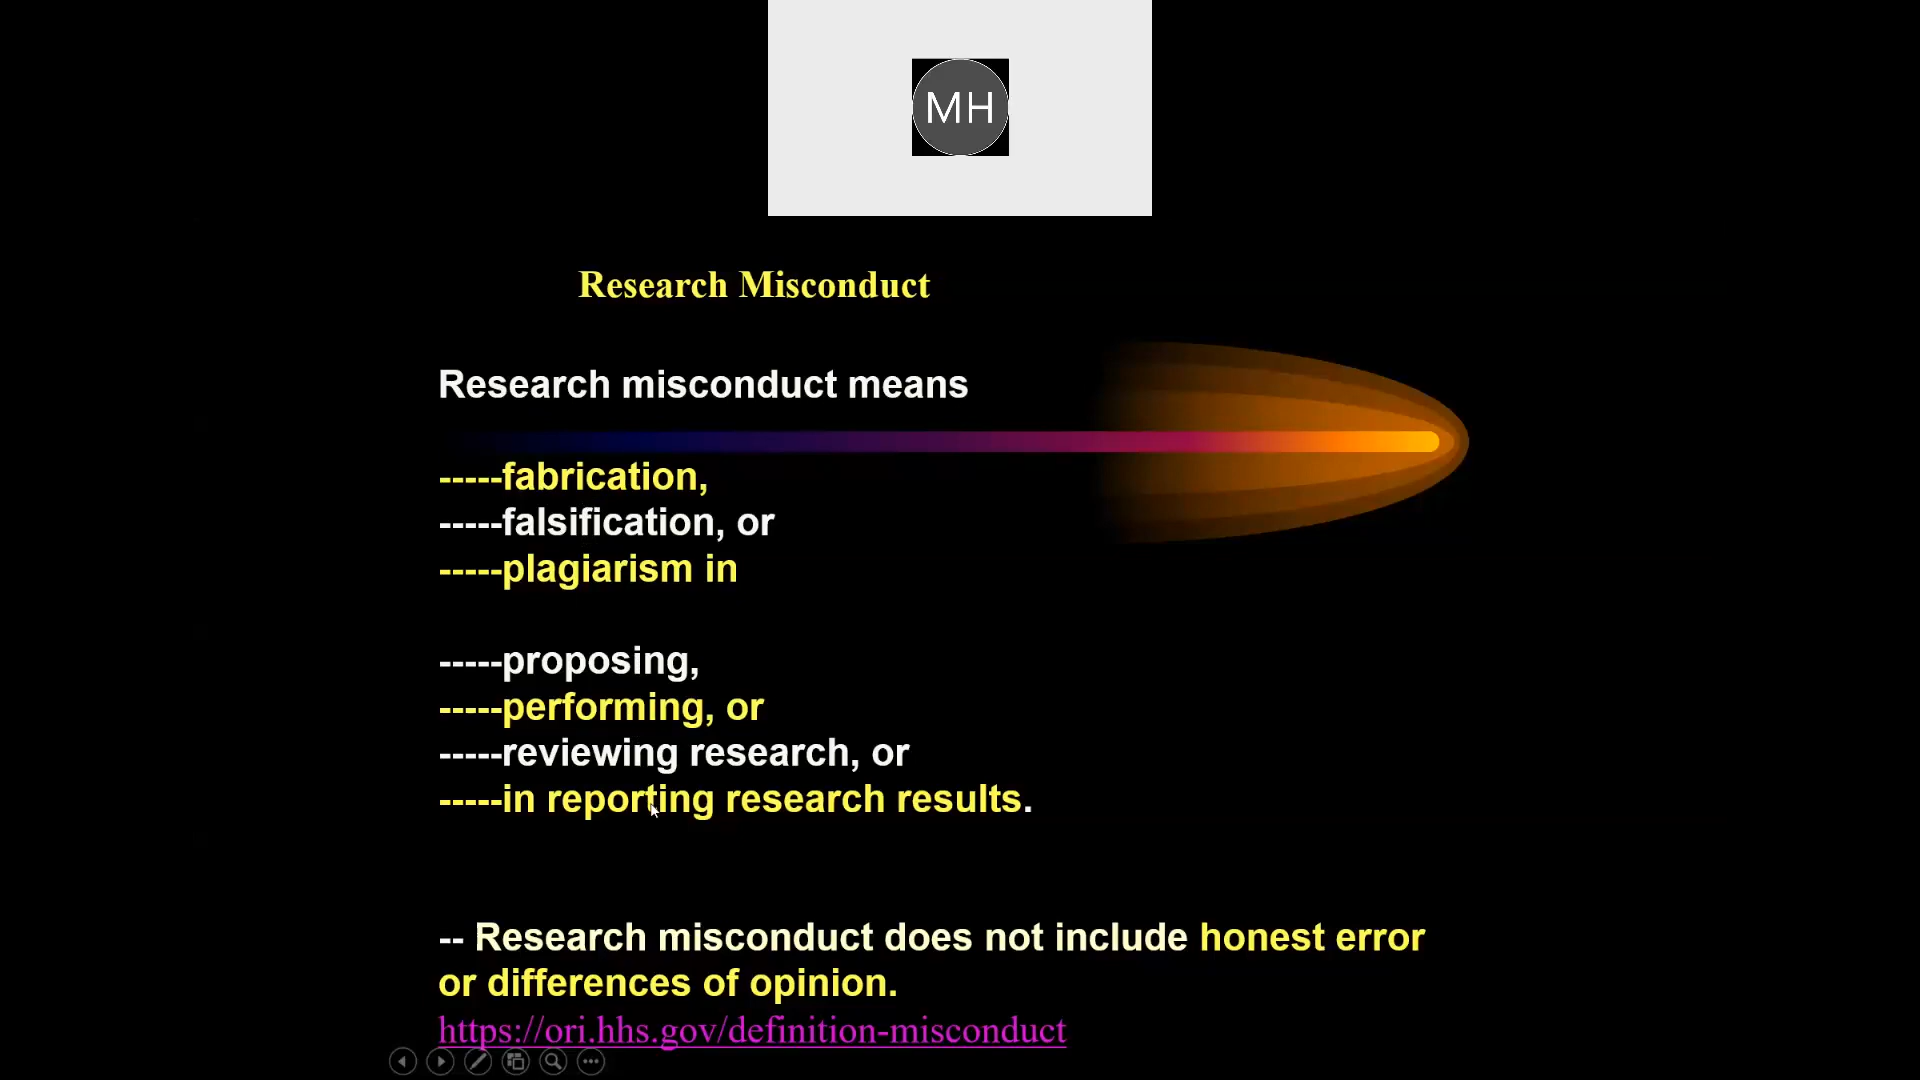 MH
Research Misconduct
Research misconduct means
-----fabrication,
-----falsification, or
-----plagiarism in
-----proposing,
-----performing, or
-----reviewing research, or
-----in reporting research results.
-- Research misconduct does not include honest error
or differences of opinion.
https://ori.hhs.gov/definition-misconduct